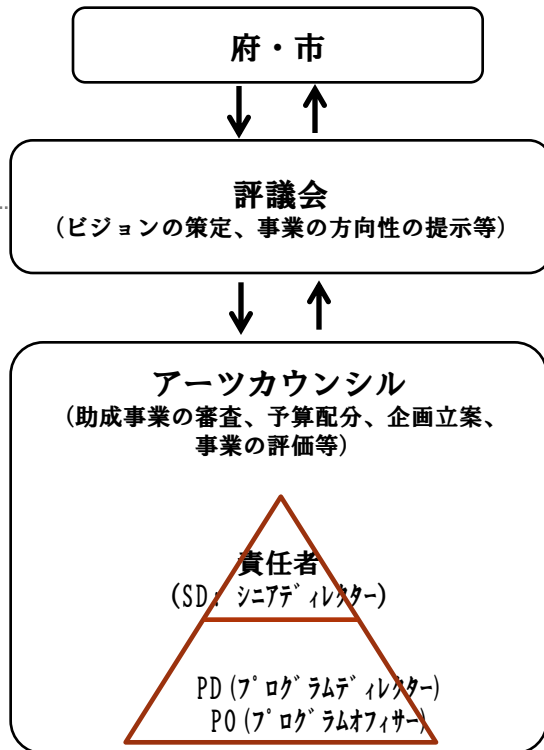 府・市
評議会
（ビジョンの策定、事業の方向性の提示等）
アーツカウンシル
（助成事業の審査、予算配分、企画立案、
事業の評価等）
責任者
（SD：シニアﾃﾞｨﾚｸﾀｰ）
PD(ﾌﾟﾛｸﾞﾗﾑﾃﾞｨﾚｸﾀｰ)
PO(ﾌﾟﾛｸﾞﾗﾑｵﾌｨｻｰ)